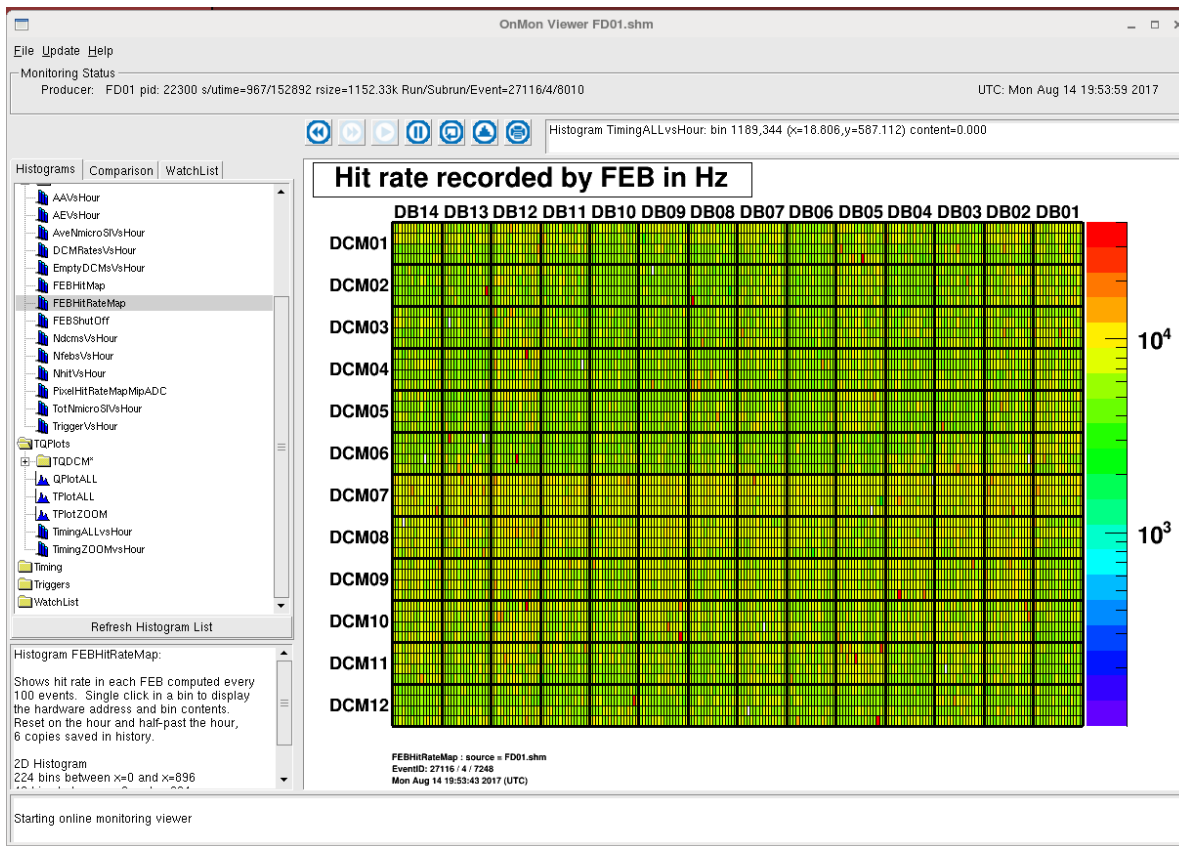 OnMon Viewer FD01.shm
File Update Help
Monitoring Status
Producer: FD01 pid: 22300 s/utime=967/152892 rsize=1152.33k Run/Subrun/Event=27116/4/8010
UTC: Mon Aug 14 19:53:59 2017
Histogram TimingALLvsHour: bin 1189,344 (x=18.806,y=587.112) content=0.000
Histograms Comparison WatchList
AAVsHour
AEVsHour
AveNmicroSlVsHour
DCMRatesVsHour
EmptyDCMsVsHour
FEBHitMap
FEBHitRateMap
FEBShutOff
NdcmsVsHour
NfebsVsHour
NhitVsHour
PixelHitRateMapMipADC
TotNmicroSlVsHour
TriggerVsHour
TQPlots
TQDCM*
QPlotALL
TPlotALL
TPlotZOOM
TimingALLvsHour
TimingZOOMvsHour
Timing
Triggers
WatchList
Refresh Histogram List
Histogram FEBHitRateMap:
Shows hit rate in each FEB computed every
100 events. Single click in a bin to display
the hardware address and bin contents.
Reset on the hour and half-past the hour,
6 copies saved in history.
2D Histogram
224 bins between x=0 and x=896
Hit rate recorded by FEB in Hz
DB14 DB13 DB12 DB11 DB10 DB09 DB08 DB07 DB06 DB05 DB04 DB03 DB02 DB01
DCM01
DCM02
DCM03
DCM04
DCM05
DCM06
DCM07
DCM08
DCM09
DCM10
DCM11
DCM12
10⁴
10³
FEBHitRateMap : source = FD01.shm
EventID: 27116 / 4 / 7248
Mon Aug 14 19:53:43 2017 (UTC)
Starting online monitoring viewer